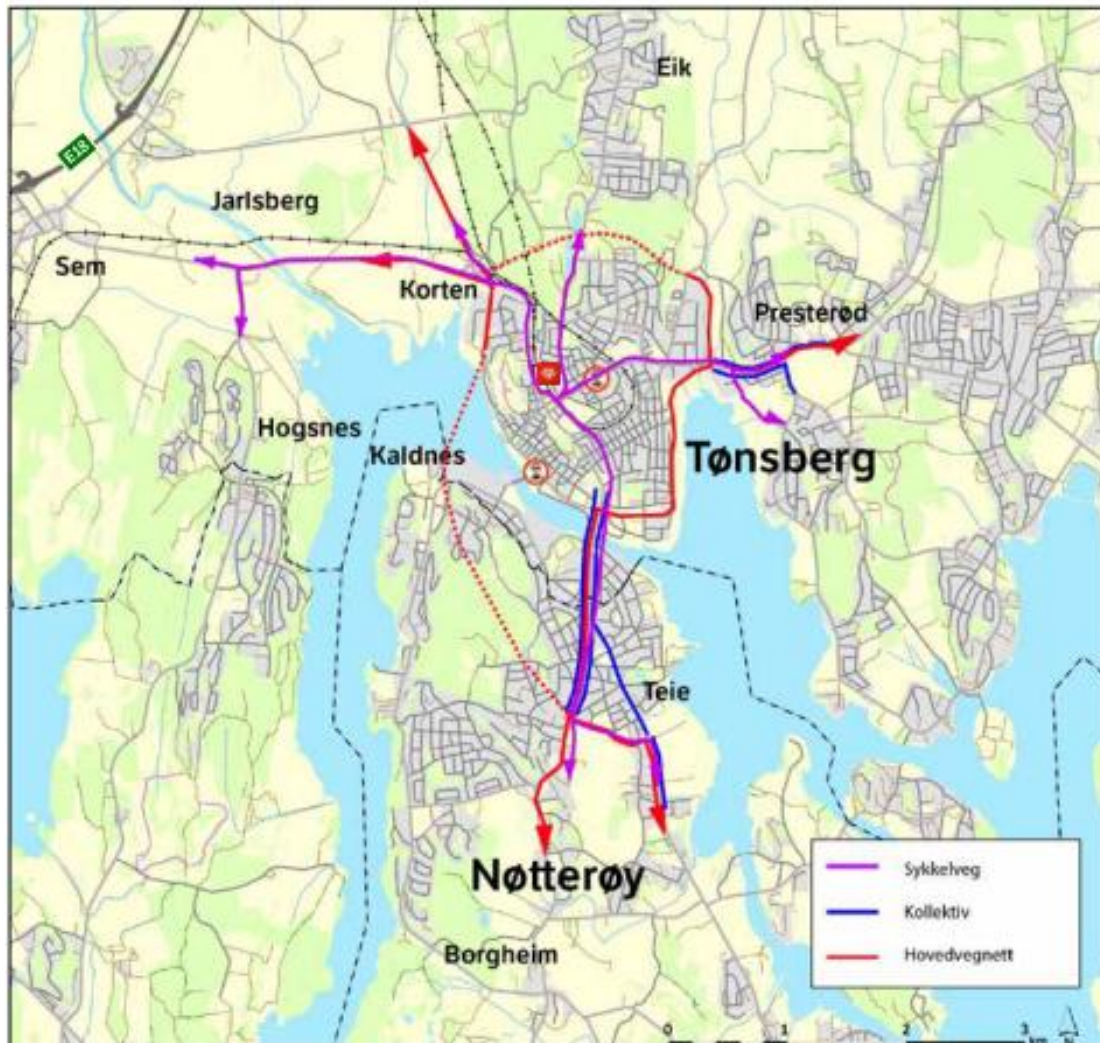 Eik
E18
Jarlsberg
Sem
Korten
Presterød
Hogsnes
Kaldnes
Tønsberg
Teie
Nøtterøy
Borgheim
Sykkelveg
Kollektiv
Hovedvegnett
0 1 2 3
km N